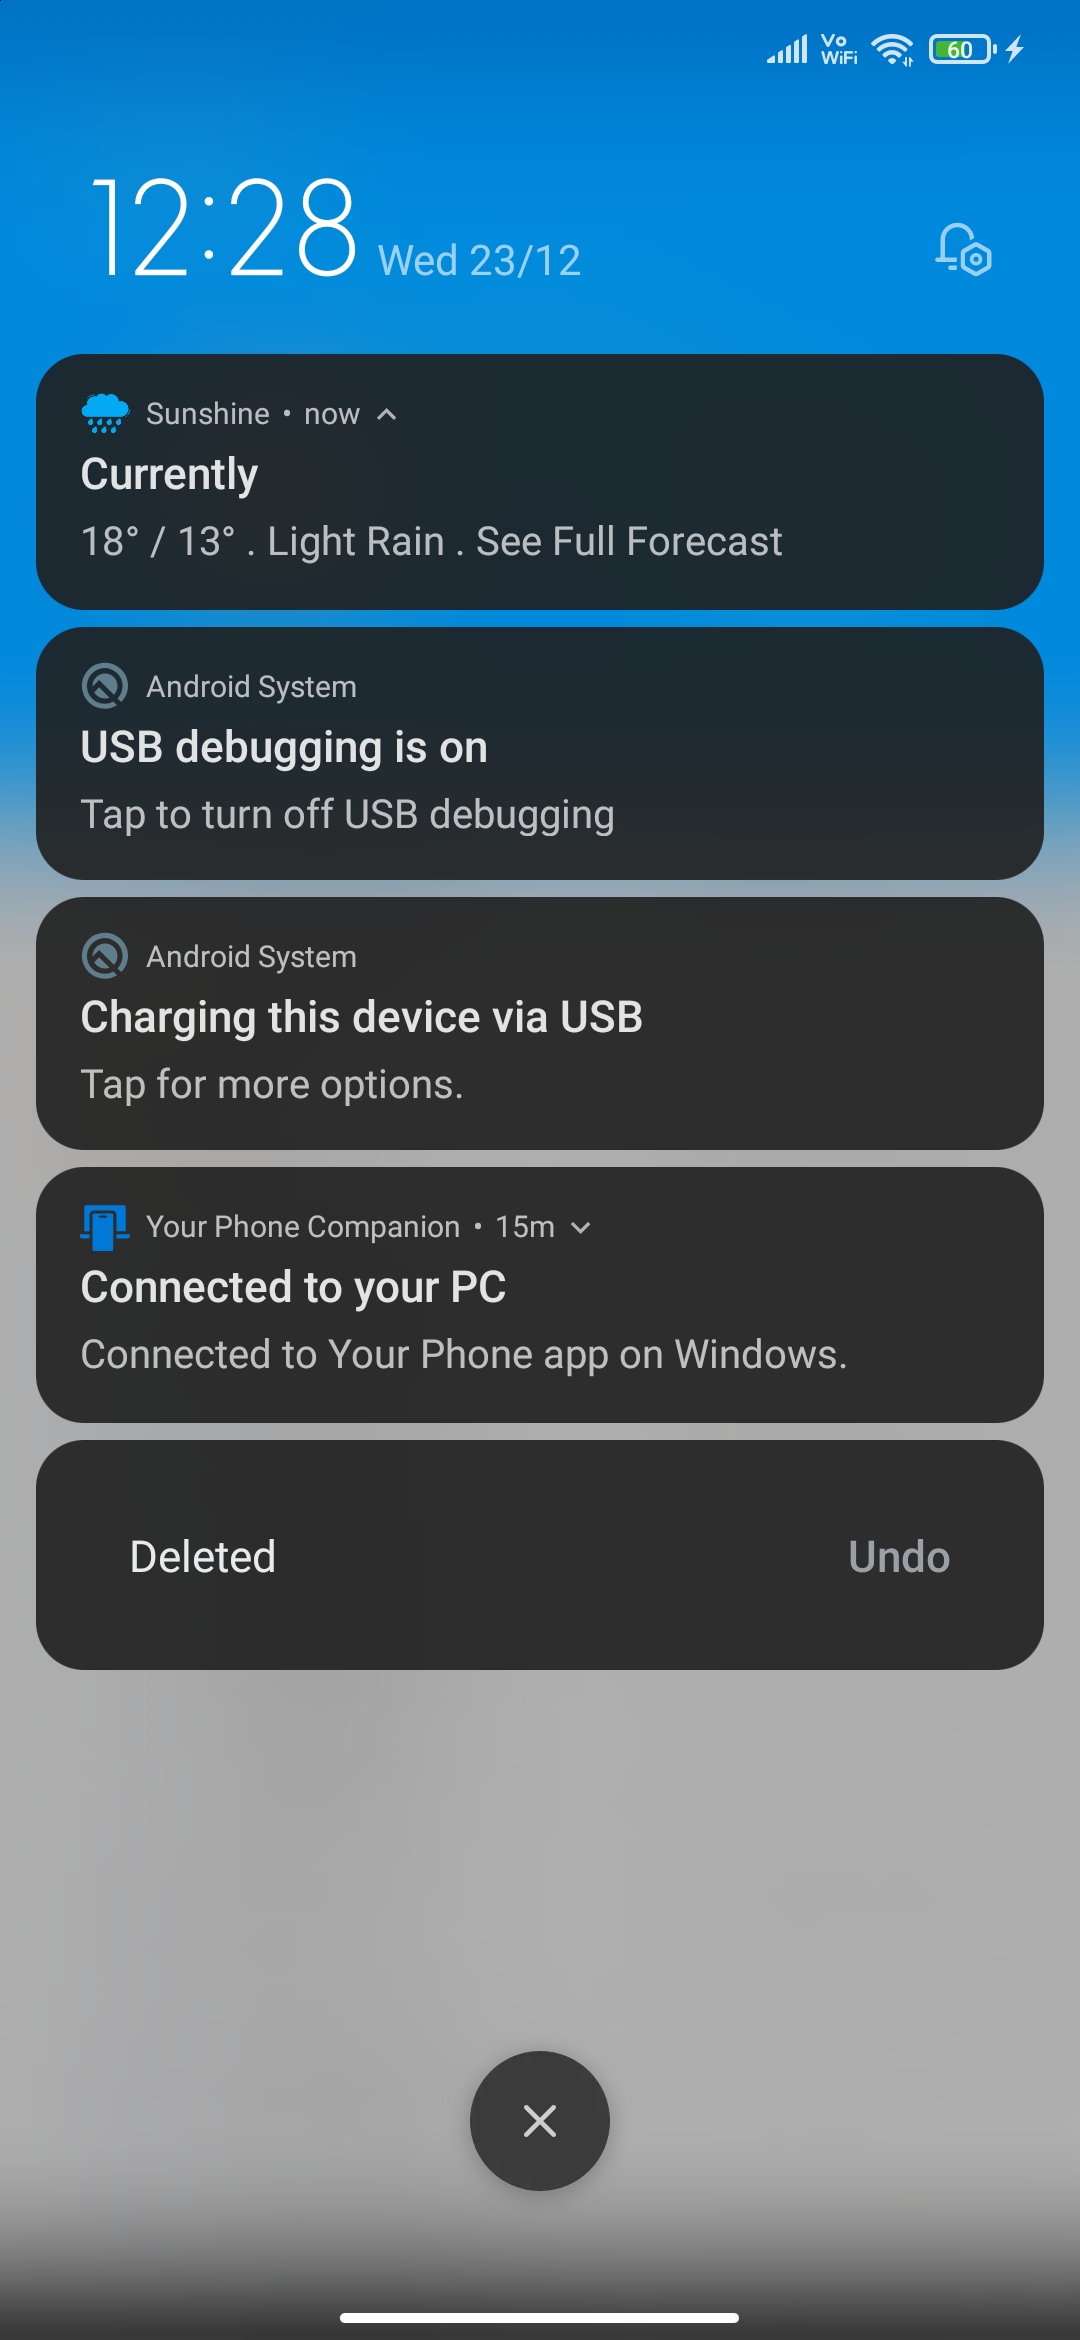 Vo
WiFi
60
12:28 Wed 23/12
Sunshine • now
Currently
18° / 13° . Light Rain . See Full Forecast
Android System
USB debugging is on
Tap to turn off USB debugging
Android System
Charging this device via USB
Tap for more options.
Your Phone Companion • 15m
Connected to your PC
Connected to Your Phone app on Windows.
Deleted Undo